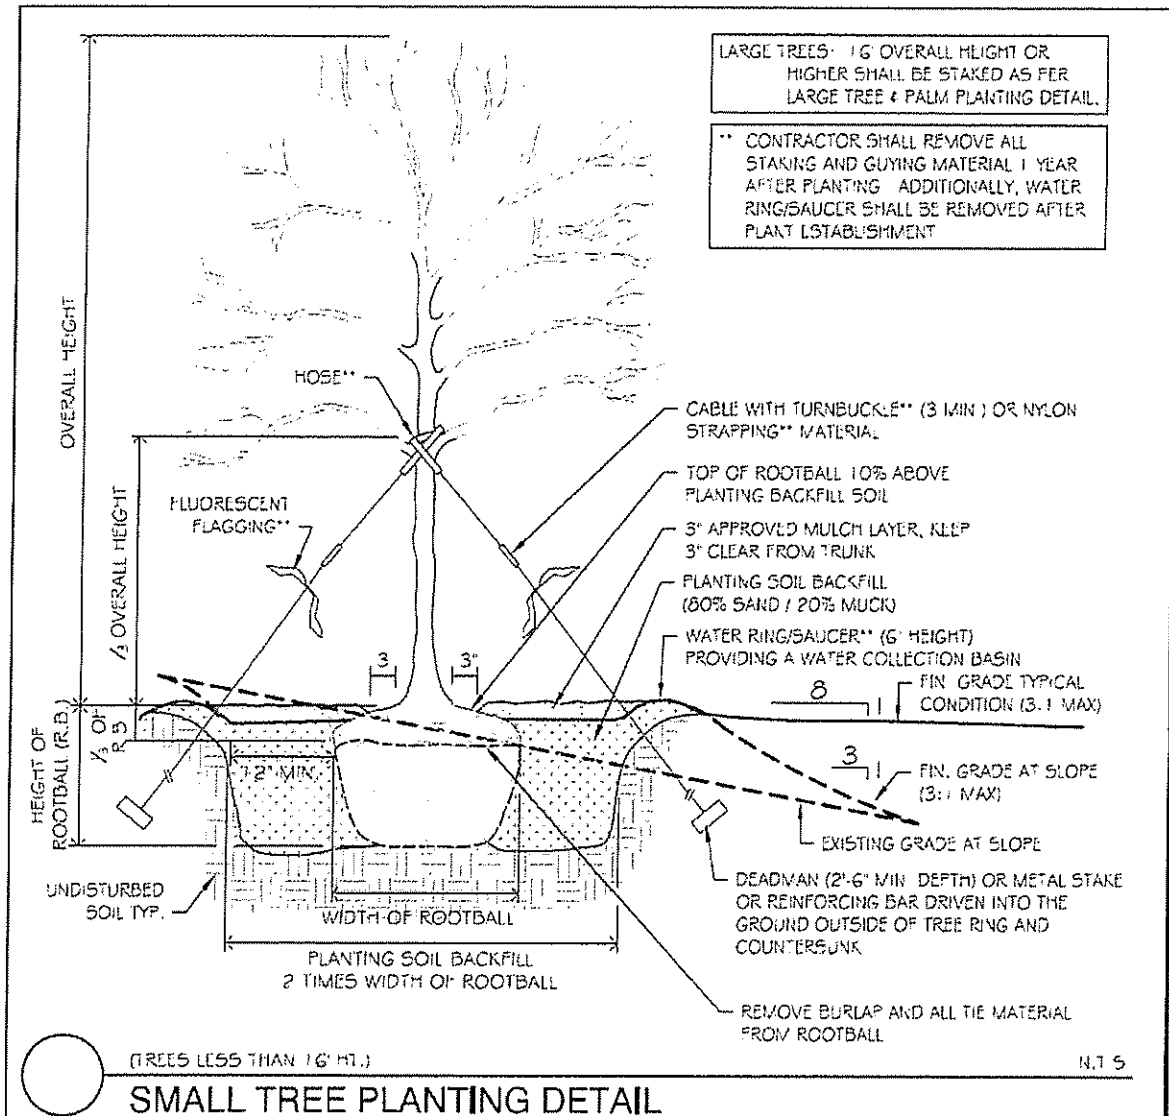 LARGE TREES: 16' OVERALL HEIGHT OR
HIGHER SHALL BE STAKED AS PER
LARGE TREE & PALM PLANTING DETAIL.
** CONTRACTOR SHALL REMOVE ALL
STAKING AND GUYING MATERIAL 1 YEAR
AFTER PLANTING ADDITIONALLY, WATER
RING/SAUCER SHALL BE REMOVED AFTER
PLANT ESTABLISHMENT
OVERALL HEIGHT
HOSE**
FLUORESCENT
FLAGGING**
OVERALL HEIGHT
CABLE WITH TURNBUCKLE** (3 MIN ) OR NYLON
STRAPPING** MATERIAL
TOP OF ROOTBALL 10% ABOVE
PLANTING BACKFILL SOIL
3" APPROVED MULCH LAYER, KEEP
3" CLEAR FROM TRUNK
PLANTING SOIL BACKFILL
(80% SAND / 20% MUCK)
WATER RING/SAUCER** (6' HEIGHT)
PROVIDING A WATER COLLECTION BASIN
3
3"
8
1
FIN GRADE TYPICAL
CONDITION (3:1 MAX)
HEIGHT OF
ROOTBALL (R.B.)
1/3 OF
R.B
12" MIN.
3
1
FIN. GRADE AT SLOPE
(3:1 MAX)
EXISTING GRADE AT SLOPE
UNDISTURBED
SOIL TYP.
WIDTH OF ROOTBALL
PLANTING SOIL BACKFILL
2 TIMES WIDTH OF ROOTBALL
DEADMAN (2'-6" MIN DEPTH) OR METAL STAKE
OR REINFORCING BAR DRIVEN INTO THE
GROUND OUTSIDE OF TREE RING AND
COUNTERSUNK
REMOVE BURLAP AND ALL TIE MATERIAL
FROM ROOTBALL
(TREES LESS THAN 16' HT.)
N.T S
SMALL TREE PLANTING DETAIL